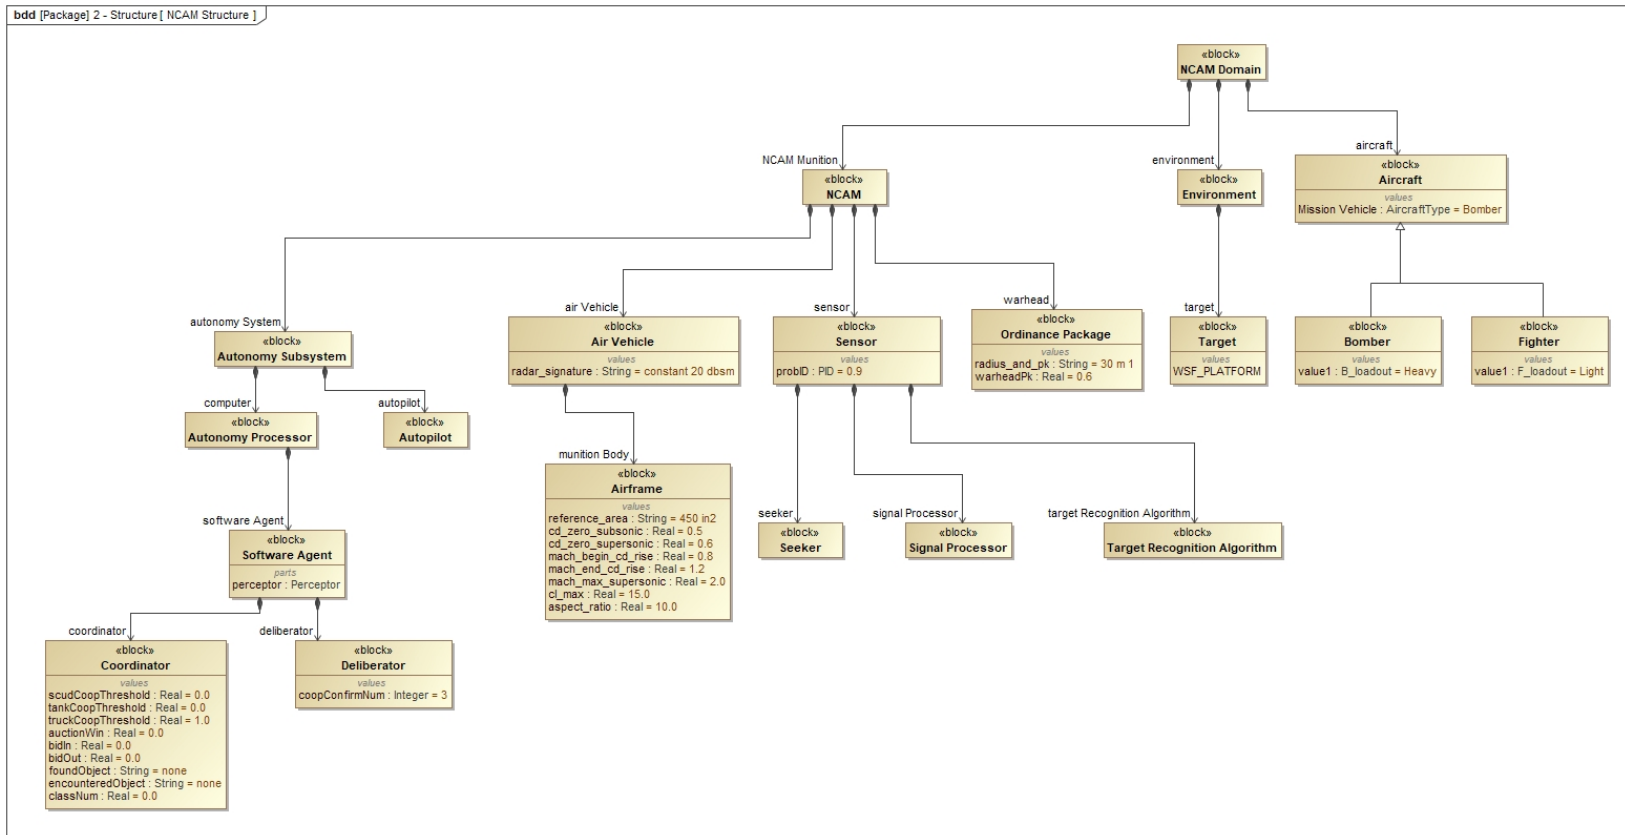 bdd [Package] 2 - Structure [ NCAM Structure ]
«block»
NCAM Domain
NCAM Munition
environment
aircraft
«block»
NCAM
«block»
Environment
«block»
Aircraft
values
Mission Vehicle : AircraftType = Bomber
autonomy System
air Vehicle
sensor
warhead
target
«block»
Autonomy Subsystem
«block»
Air Vehicle
values
radar_signature : String = constant 20 dbsm
«block»
Sensor
values
probID : PID = 0.9
«block»
Ordinance Package
values
radius_and_pk : String = 30 m 1
warheadPk : Real = 0.6
«block»
Target
values
WSF_PLATFORM
«block»
Bomber
values
value1 : B_loadout = Heavy
«block»
Fighter
values
value1 : F_loadout = Light
computer
autopilot
«block»
Autonomy Processor
«block»
Autopilot
munition Body
«block»
Airframe
values
reference_area : String = 450 in2
cd_zero_subsonic : Real = 0.5
cd_zero_supersonic : Real = 0.6
mach_begin_cd_rise : Real = 0.8
mach_end_cd_rise : Real = 1.2
mach_max_supersonic : Real = 2.0
cl_max : Real = 15.0
aspect_ratio : Real = 10.0
seeker
signal Processor
target Recognition Algorithm
«block»
Seeker
«block»
Signal Processor
«block»
Target Recognition Algorithm
software Agent
«block»
Software Agent
parts
perceptor : Perceptor
coordinator
deliberator
«block»
Coordinator
values
scudCoopThreshold : Real = 0.0
tankCoopThreshold : Real = 0.0
truckCoopThreshold : Real = 1.0
auctionWin : Real = 0.0
bidIn : Real = 0.0
bidOut : Real = 0.0
foundObject : String = none
encounteredObject : String = none
classNum : Real = 0.0
«block»
Deliberator
values
coopConfirmNum : Integer = 3